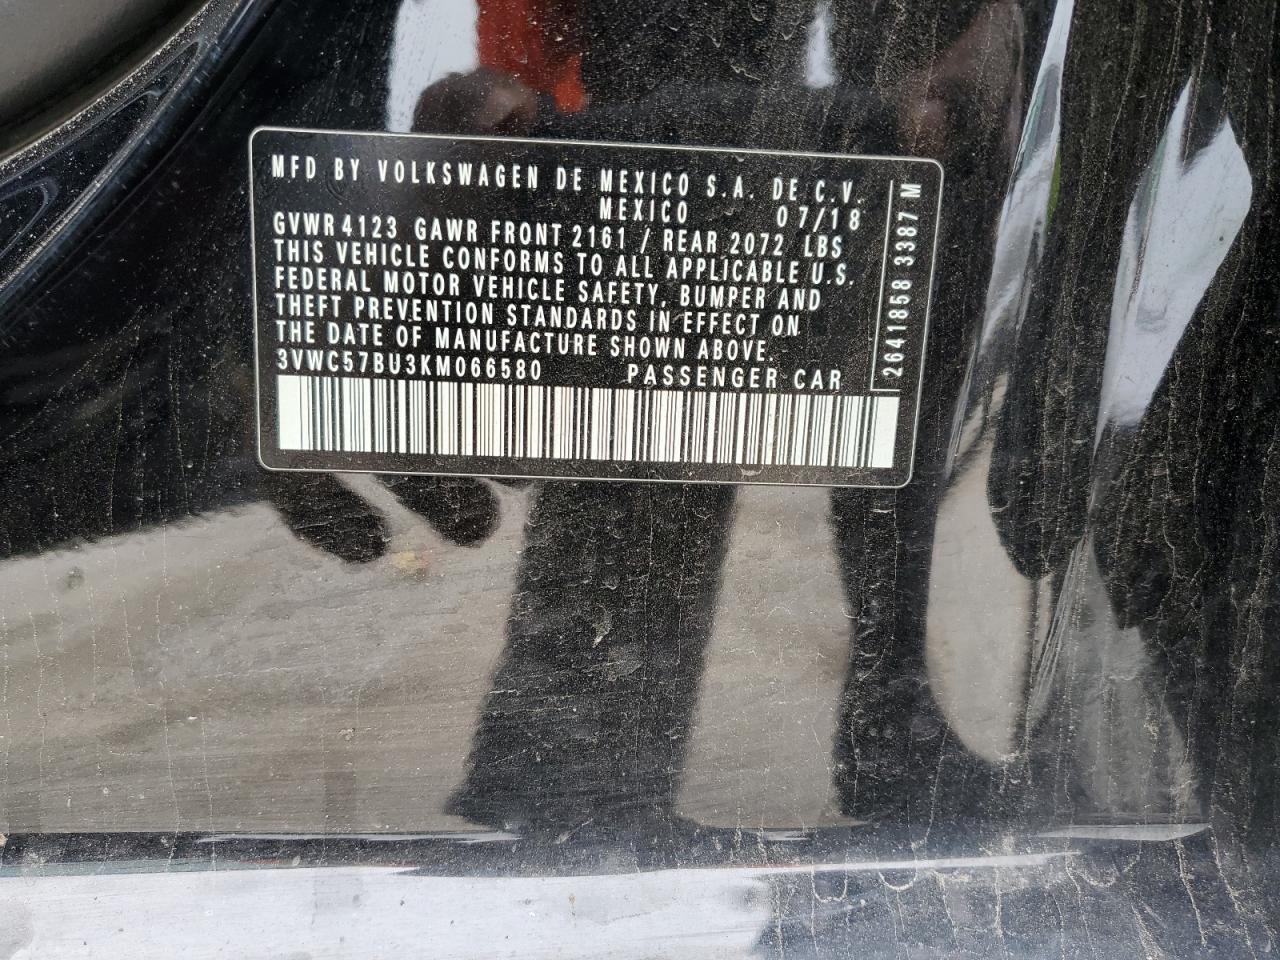 MFD BY VOLKSWAGEN DE MEXICO S.A. DE C.V.
MEXICO 07/18
GVWR 4123 GAWR FRONT 2161 / REAR 2072 LBS
THIS VEHICLE CONFORMS TO ALL APPLICABLE U.S.
FEDERAL MOTOR VEHICLE SAFETY, BUMPER AND
THEFT PREVENTION STANDARDS IN EFFECT ON
THE DATE OF MANUFACTURE SHOWN ABOVE.
3VWC57BU3KM066580 PASSENGER CAR
2641858 3387 M